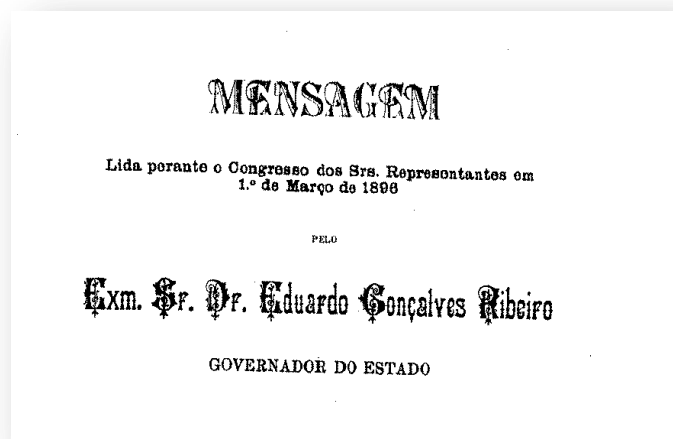 MENSAGEM
Lida perante o Congresso dos Srs. Representantes em
1.º de Março de 1896
PELO
Exm. Sr. Dr. Eduardo Gonçalves Ribeiro
GOVERNADOR DO ESTADO